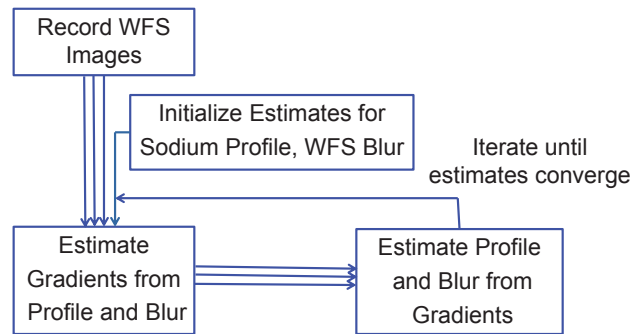 Record WFS
Images
Initialize Estimates for
Sodium Profile, WFS Blur
Iterate until
estimates converge
Estimate
Gradients from
Profile and Blur
Estimate Profile
and Blur from
Gradients